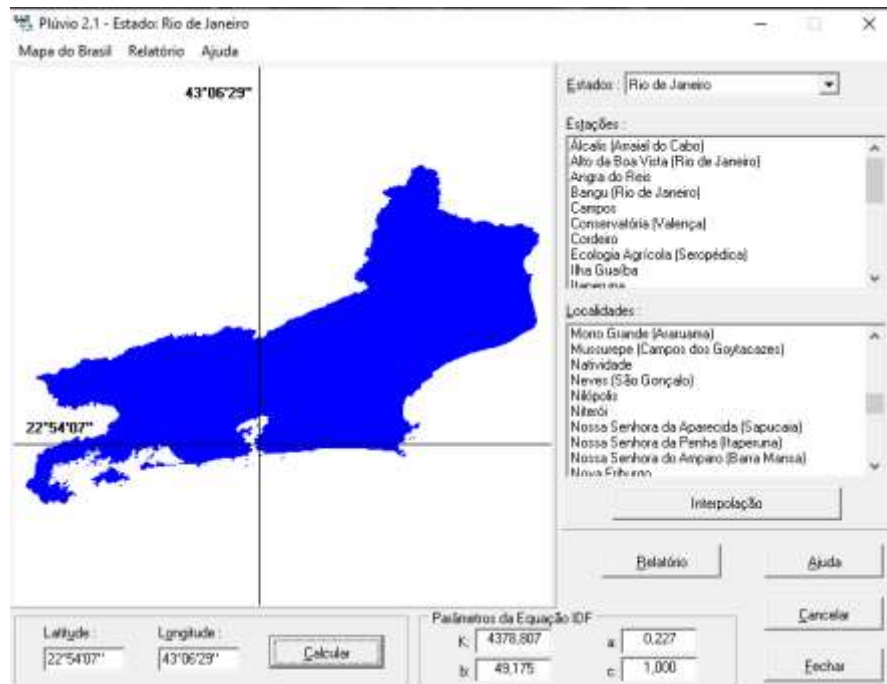 Plúvio 2.1 - Estado: Rio de Janeiro
Mapa do Brasil Relatório Ajuda
43°06'29"
22°54'07"
Estados : Rio de Janeiro
Estações :
Álcalis (Arraial do Cabo)
Alto da Boa Vista (Rio de Janeiro)
Angra do Reis
Bangu (Rio de Janeiro)
Campos
Conservatória (Valença)
Cordeiro
Ecologia Agrícola (Seropédica)
Ilha Guaíba
Itaperuna
Localidades :
Morro Grande (Araruama)
Mussurepe (Campos dos Goytacazes)
Natividade
Neves (São Gonçalo)
Nilópolis
Niterói
Nossa Senhora da Aparecida (Sapucaia)
Nossa Senhora da Penha (Itaperuna)
Nossa Senhora do Amparo (Barra Mansa)
Nova Friburgo
Interpolação
Relatório Ajuda
Cancelar
Fechar
Latitude : Longitude :
22°54'07" 43°06'29" Calcular
Parâmetros da Equação IDF
K: 4378,807 a: 0,227
b: 49,175 c: 1,000